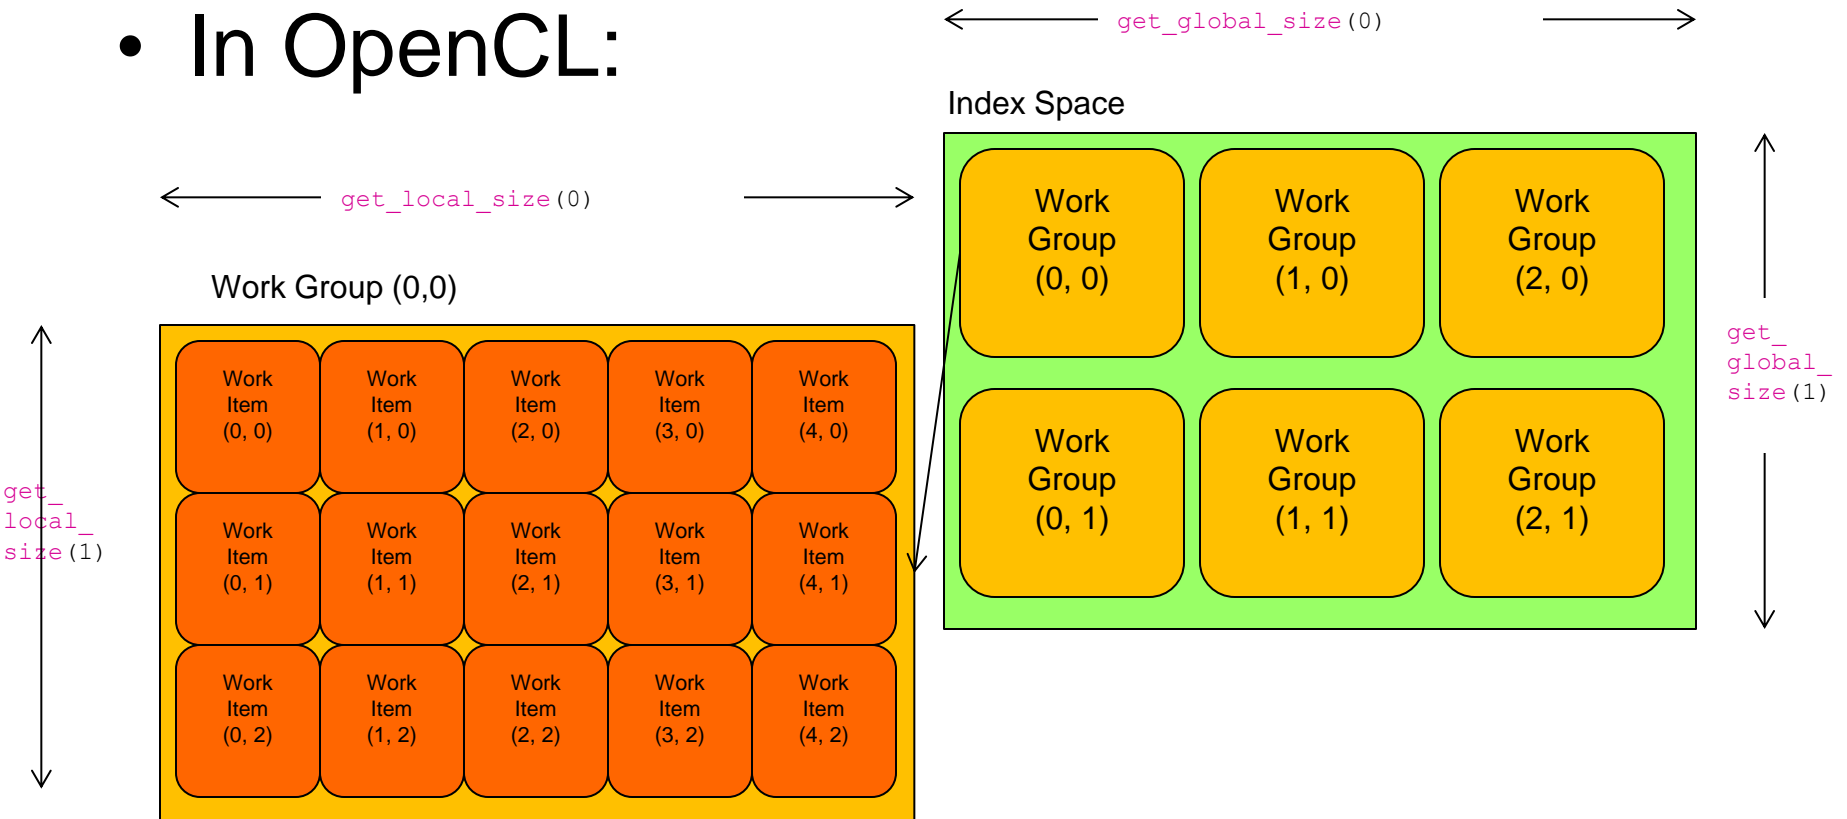 • In OpenCL:
get_global_size(0)
Index Space
get_local_size(0)
Work Group (0,0)
get_
local_
size(1)
Work
Item
(0, 0)
Work
Item
(1, 0)
Work
Item
(2, 0)
Work
Item
(3, 0)
Work
Item
(4, 0)
Work
Item
(0, 1)
Work
Item
(1, 1)
Work
Item
(2, 1)
Work
Item
(3, 1)
Work
Item
(4, 1)
Work
Item
(0, 2)
Work
Item
(1, 2)
Work
Item
(2, 2)
Work
Item
(3, 2)
Work
Item
(4, 2)
Work
Group
(0, 0)
Work
Group
(1, 0)
Work
Group
(2, 0)
Work
Group
(0, 1)
Work
Group
(1, 1)
Work
Group
(2, 1)
get_
global_
size(1)